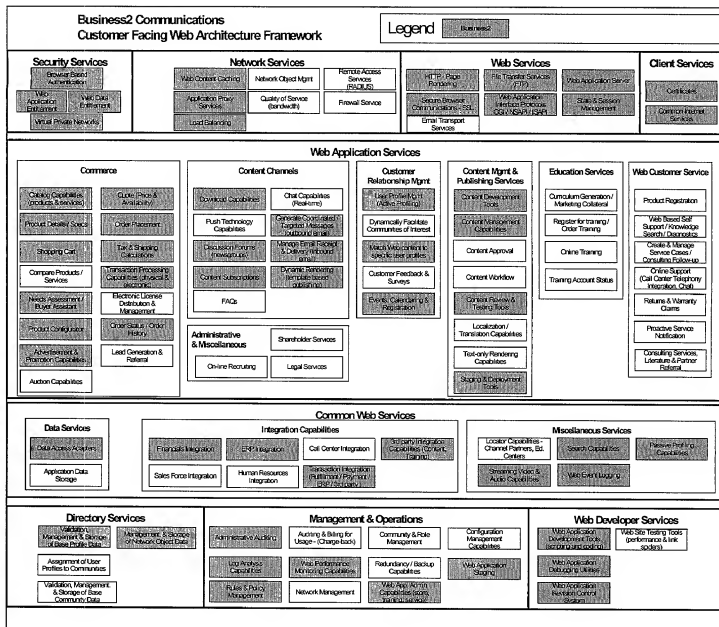 Business2 Communications
Customer Facing Web Architecture Framework
Legend
Business2
Security Services
Browser Based
Authentication
Web
Application
Entitlement
Web Data
Entitlement
Virtual Private Networks
Network Services
Web Content Caching
Network Object Mgmt
Remote Access
Services
(RADIUS)
Application Proxy
Services
Quality of Service
(bandwidth)
Firewall Service
Load Balancing
Web Services
HTTP - Page
Rendering
File Transfer Services
(FTP)
Web Application Server
Secure Browser
Communications - SSL
Web Application
Interface Protocols
CGI / NSAPI / ISAPI
State & Session
Management
Email Transport
Services
Client Services
Certificates
Common Internet
Services
Web Application Services
Commerce
Catalog Capabilities
(products & services)
Quote (Price &
Availability)
Product Details / Specs
Order Placement
Shopping Cart
Tax & Shipping
Calculations
Compare Products /
Services
Transaction Processing
Capabilities (physical &
electronic)
Needs Assessment /
Buyer Assistant
Electronic License
Distribution &
Management
Product Configurator
Order Status / Order
History
Advertisement &
Promotion Capabilities
Lead Generation &
Referral
Auction Capabilities
Content Channels
Download Capabilities
Chat Capabilities
(Real-time)
Push Technology
Capabilities
Generate Coordinated /
Targeted Messages
(outbound email)
Discussion Forums
(newsgroups)
Manage Email Receipt
& Delivery (inbound
email)
Content Subscriptions
Dynamic Rendering
(template based
publishing)
FAQs
Administrative
& Miscellaneous
Shareholder Services
On-line Recruting
Legal Services
Customer
Relationship Mgmt
User Profile Mgmt
(Active Profiling)
Dynamically Facilitate
Communities of Interest
Match Web content to
specific user profiles
Customer Feedback &
Surveys
Events, Calendaring &
Registration
Content Mgmt &
Publishing Services
Content Development
Tools
Content Management
Capabilities
Content Approval
Content Workflow
Content Review &
Testing Tools
Localization /
Translation Capabilities
Text-only Rendering
Capabilities
Staging & Deployment
Tools
Education Services
Curriculum Generation /
Marketing Collateral
Register for training /
Order Training
Online Training
Training Account Status
Web Customer Service
Product Registration
Web Based Self
Support / Knowledge
Search / Diagnostics
Create & Manage
Service Cases /
Consulting Follow-up
Online Support
(Call Center Telephony
Integration, Chat)
Returns & Warranty
Claims
Proactive Service
Notification
Consulting Services,
Literature & Partner
Referral
Common Web Services
Data Services
Data Access Adapters
Application Data
Storage
Integration Capabilities
Financials Integration
ERP Integration
Call Center Integration
3rd party Integration
Capabilities (Content,
Training)
Sales Force Integration
Human Resources
Integration
Transaction Integration
(Fulfillment / Payment /
ERP / 3rd party)
Miscellaneous Services
Locator Capabilities -
Channel Partners, Ed.
Centers
Search Capabilities
Passive Profiling
Capabilities
Streaming Video &
Audio Capabilities
Web Event Logging
Directory Services
Validation,
Management & Storage
of Base Profile Data
Management & Storage
of Network Object Data
Assignment of User
Profiles to Communities
Validation, Management,
& Storage of Base
Community Data
Management & Operations
Administrative Auditing
Auditing & Billing for
Usage - (Charge-back)
Community & Role
Management
Configuration
Management
Capabilities
Log Analysis
Capabilities
Web Performance
Monitoring Capabilities
Redundancy / Backup
Capabilities
Web Application
Staging
Rules & Policy
Management
Network Management
Web App. Admin.
Capabilities
Web Developer Services
Web Application
Development Tools
(scripting and coding)
Web Site Testing Tools
(performance & link
spiders)
Web Application
Debugging Utilities
Web Application
Revision Control
System